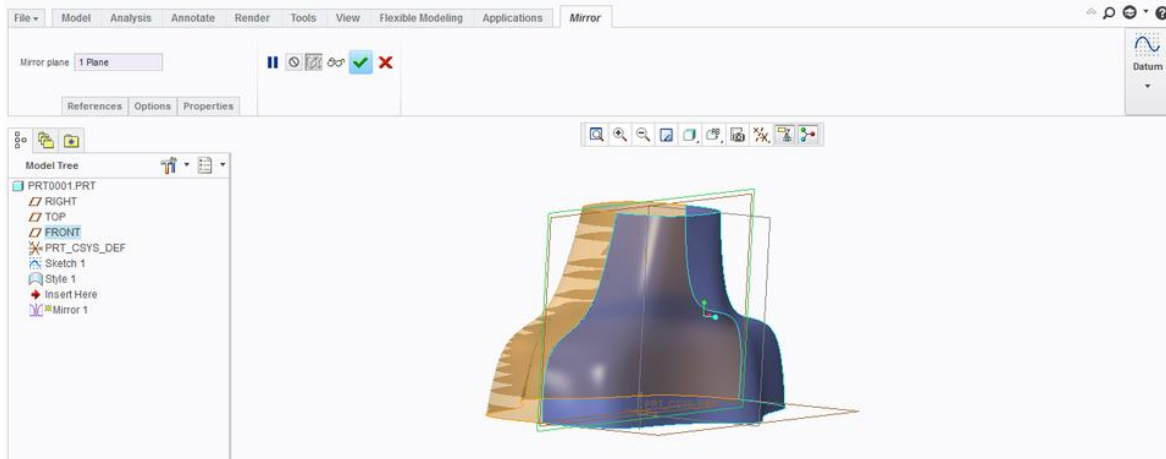 File Model Analysis Annotate Render Tools View Flexible Modeling Applications Mirror
Mirror plane 1 Plane
Datum
References Options Properties
Model Tree
PRT0001.PRT
RIGHT
TOP
FRONT
PRT_CSYS_DEF
Sketch 1
Style 1
Insert Here
Mirror 1